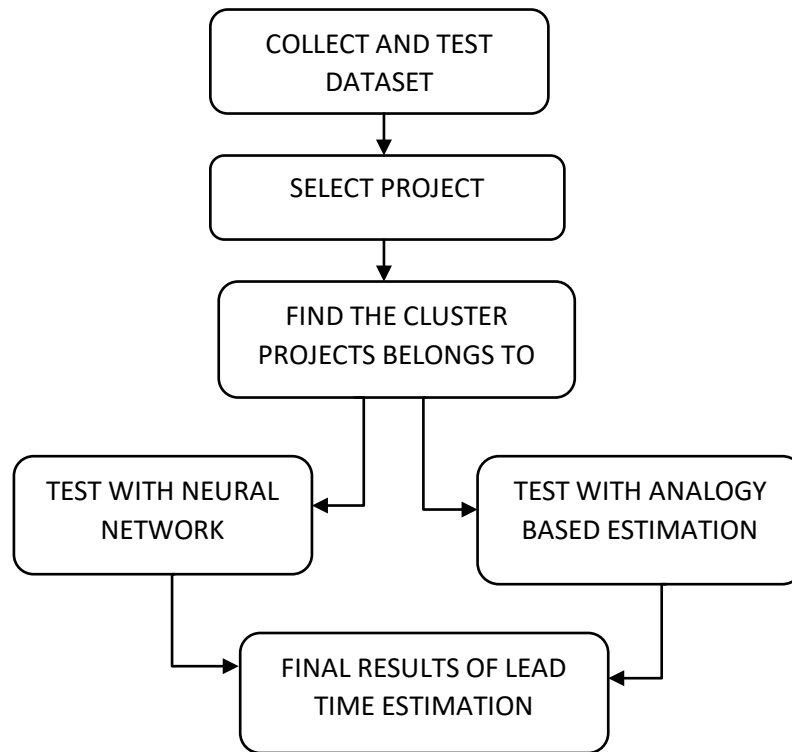 COLLECT AND TEST
DATASET
SELECT PROJECT
FIND THE CLUSTER
PROJECTS BELONGS TO
TEST WITH NEURAL
NETWORK
TEST WITH ANALOGY
BASED ESTIMATION
FINAL RESULTS OF LEAD
TIME ESTIMATION